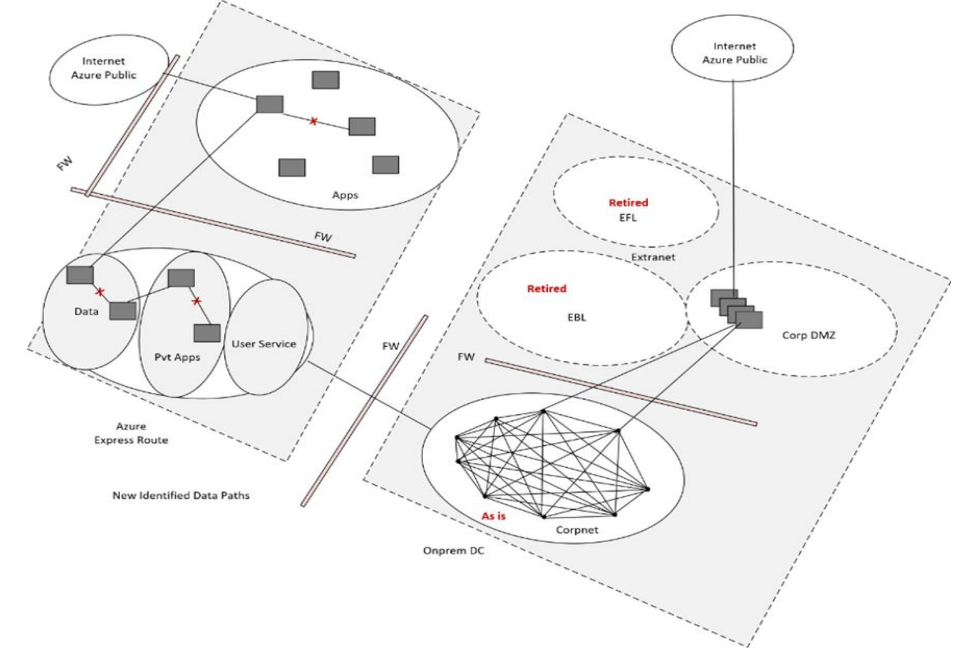 Internet
Azure Public
Internet
Azure Public
FW
Apps
Retired
EFL
FW
Extranet
Retired
EBL
Data
Pvt Apps
User Service
FW
FW
Corp DMZ
Azure
Express Route
New Identified Data Paths
As is
Corpnet
Onprem DC